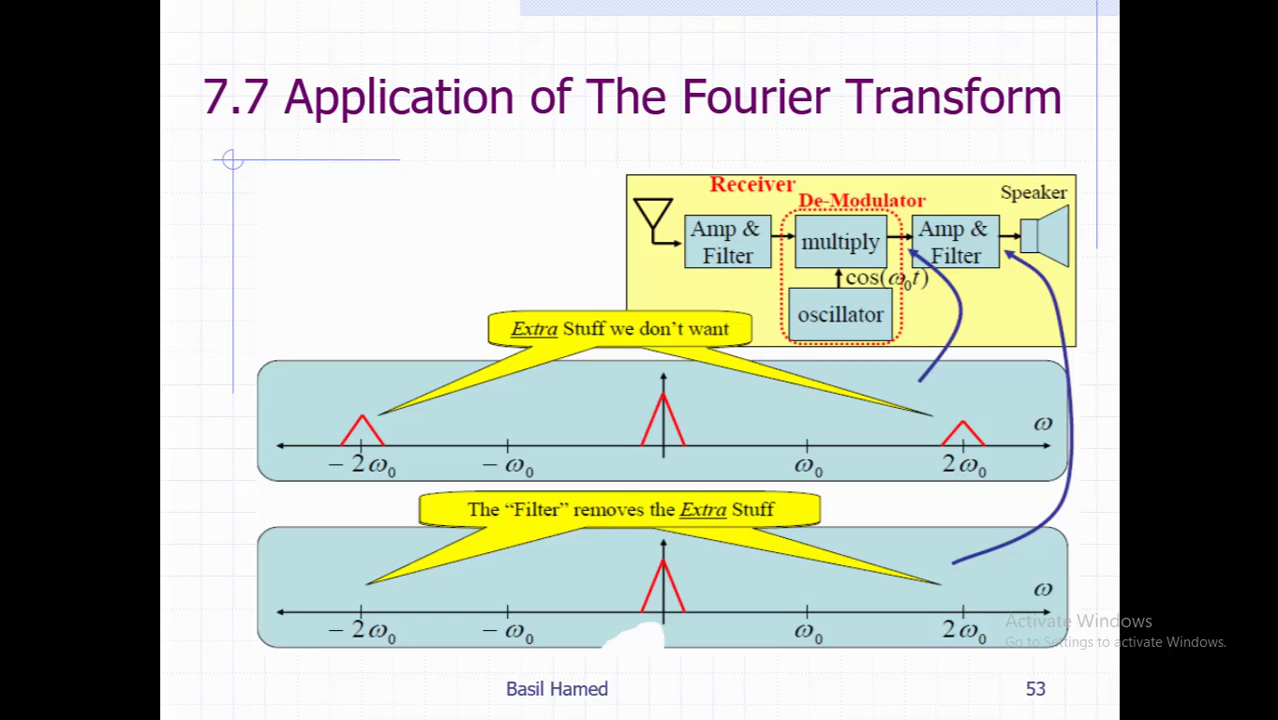 7.7 Application of The Fourier Transform
Receiver
De-Modulator
Speaker
Amp &
Filter
multiply
Amp &
Filter
cos(ω₀t)
oscillator
Extra Stuff we don't want
ω
− 2ω₀
− ω₀
ω₀
2ω₀
The “Filter” removes the Extra Stuff
ω
− 2ω₀
− ω₀
ω₀
2ω₀
Activate Windows
Go to Settings to activate Windows.
Basil Hamed
53